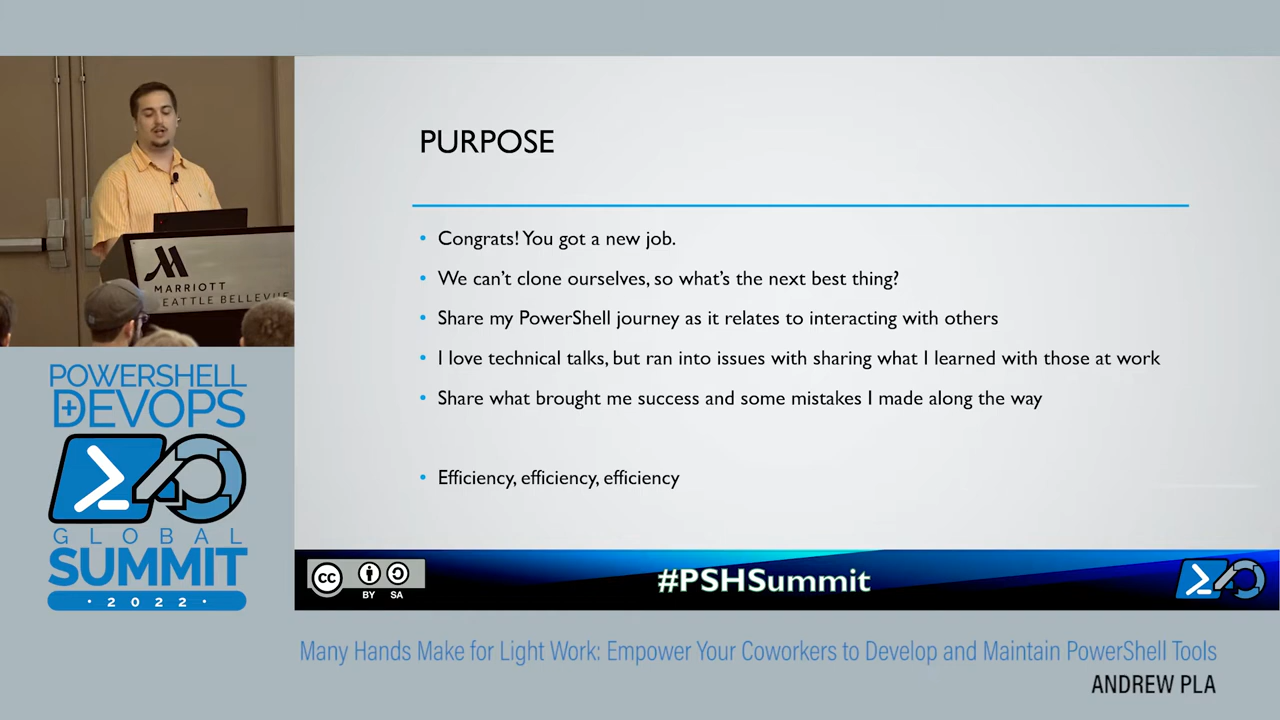 PURPOSE
• Congrats! You got a new job.
• We can't clone ourselves, so what's the next best thing?
• Share my PowerShell journey as it relates to interacting with others
• I love technical talks, but ran into issues with sharing what I learned with those at work
• Share what brought me success and some mistakes I made along the way
• Efficiency, efficiency, efficiency
MARRIOTT
EATTLE BELLEVUE
POWERSHELL
+ DEVOPS
GLOBAL
SUMMIT
· 2022 ·
CC
BY SA
#PSHSummit
Many Hands Make for Light Work: Empower Your Coworkers to Develop and Maintain PowerShell Tools
ANDREW PLA